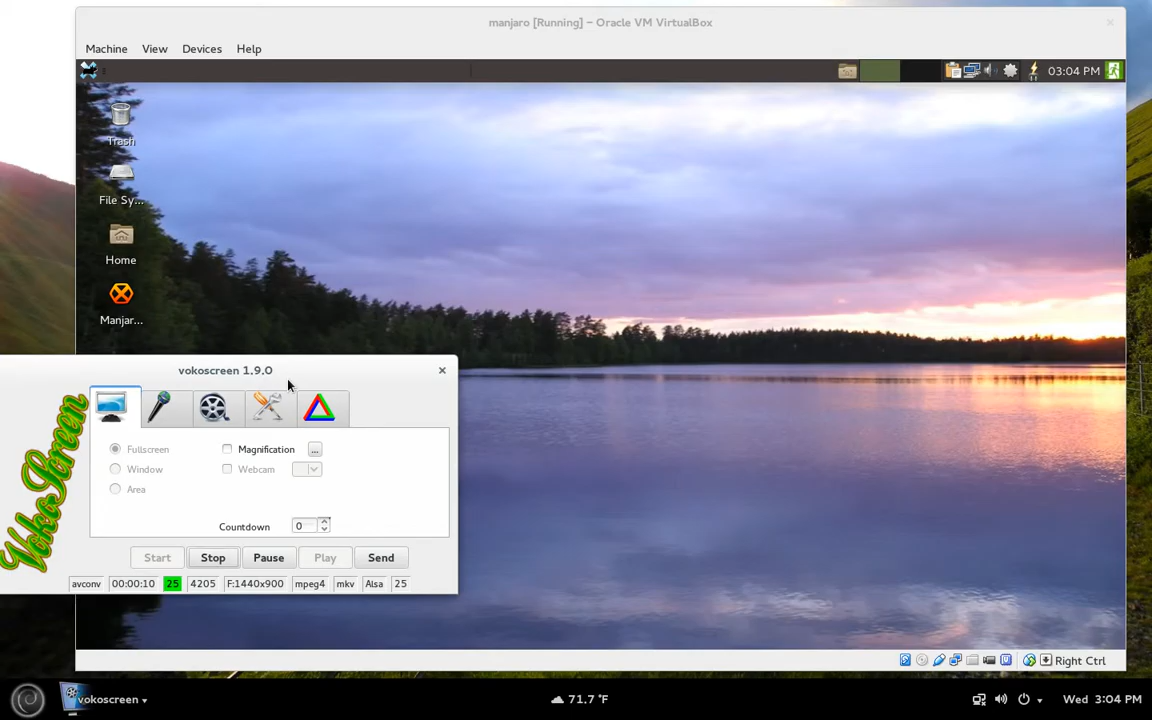 manjaro [Running] – Oracle VM VirtualBox
Machine View Devices Help
03:04 PM
Trash
File Sy...
Home
Manjar...
vokoscreen 1.9.0
VokoScreen
Fullscreen
Magnification ...
Window
Webcam
Area
Countdown 0
Start Stop Pause Play Send
avconv 00:00:10 25 4205 F:1440x900 mpeg4 mkv Alsa 25
Right Ctrl
vokoscreen
71.7 °F
Wed 3:04 PM